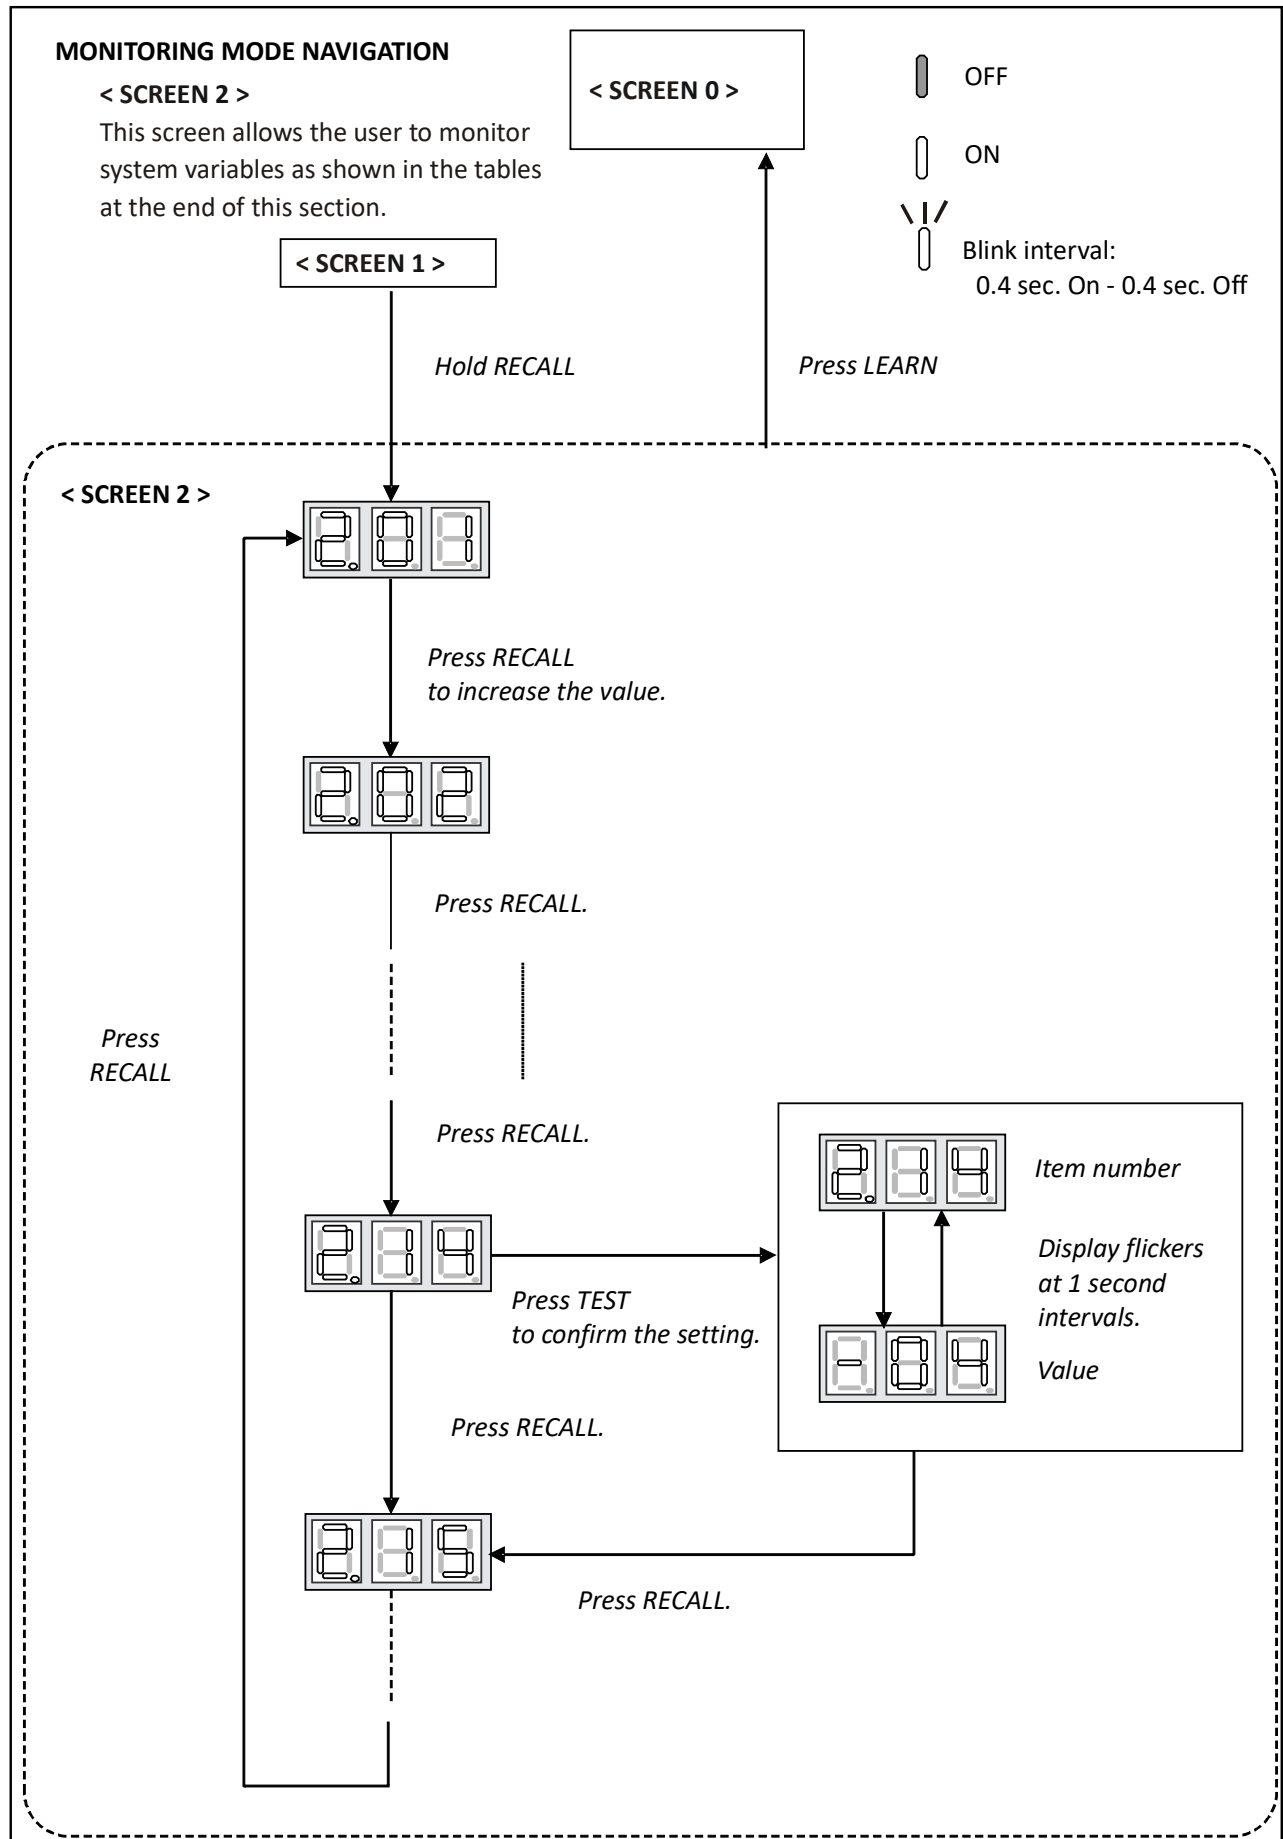 MONITORING MODE NAVIGATION
< SCREEN 2 >
This screen allows the user to monitor
system variables as shown in the tables
at the end of this section.
< SCREEN 0 >
OFF
ON
Blink interval:
0.4 sec. On - 0.4 sec. Off
< SCREEN 1 >
Hold RECALL
Press LEARN
< SCREEN 2 >
2.01
Press RECALL
to increase the value.
2.02
Press RECALL.
Press
RECALL
Press RECALL.
2.14
Press TEST
to confirm the setting.
2.14
Item number
Display flickers
at 1 second
intervals.
-04
Value
Press RECALL.
2.15
Press RECALL.